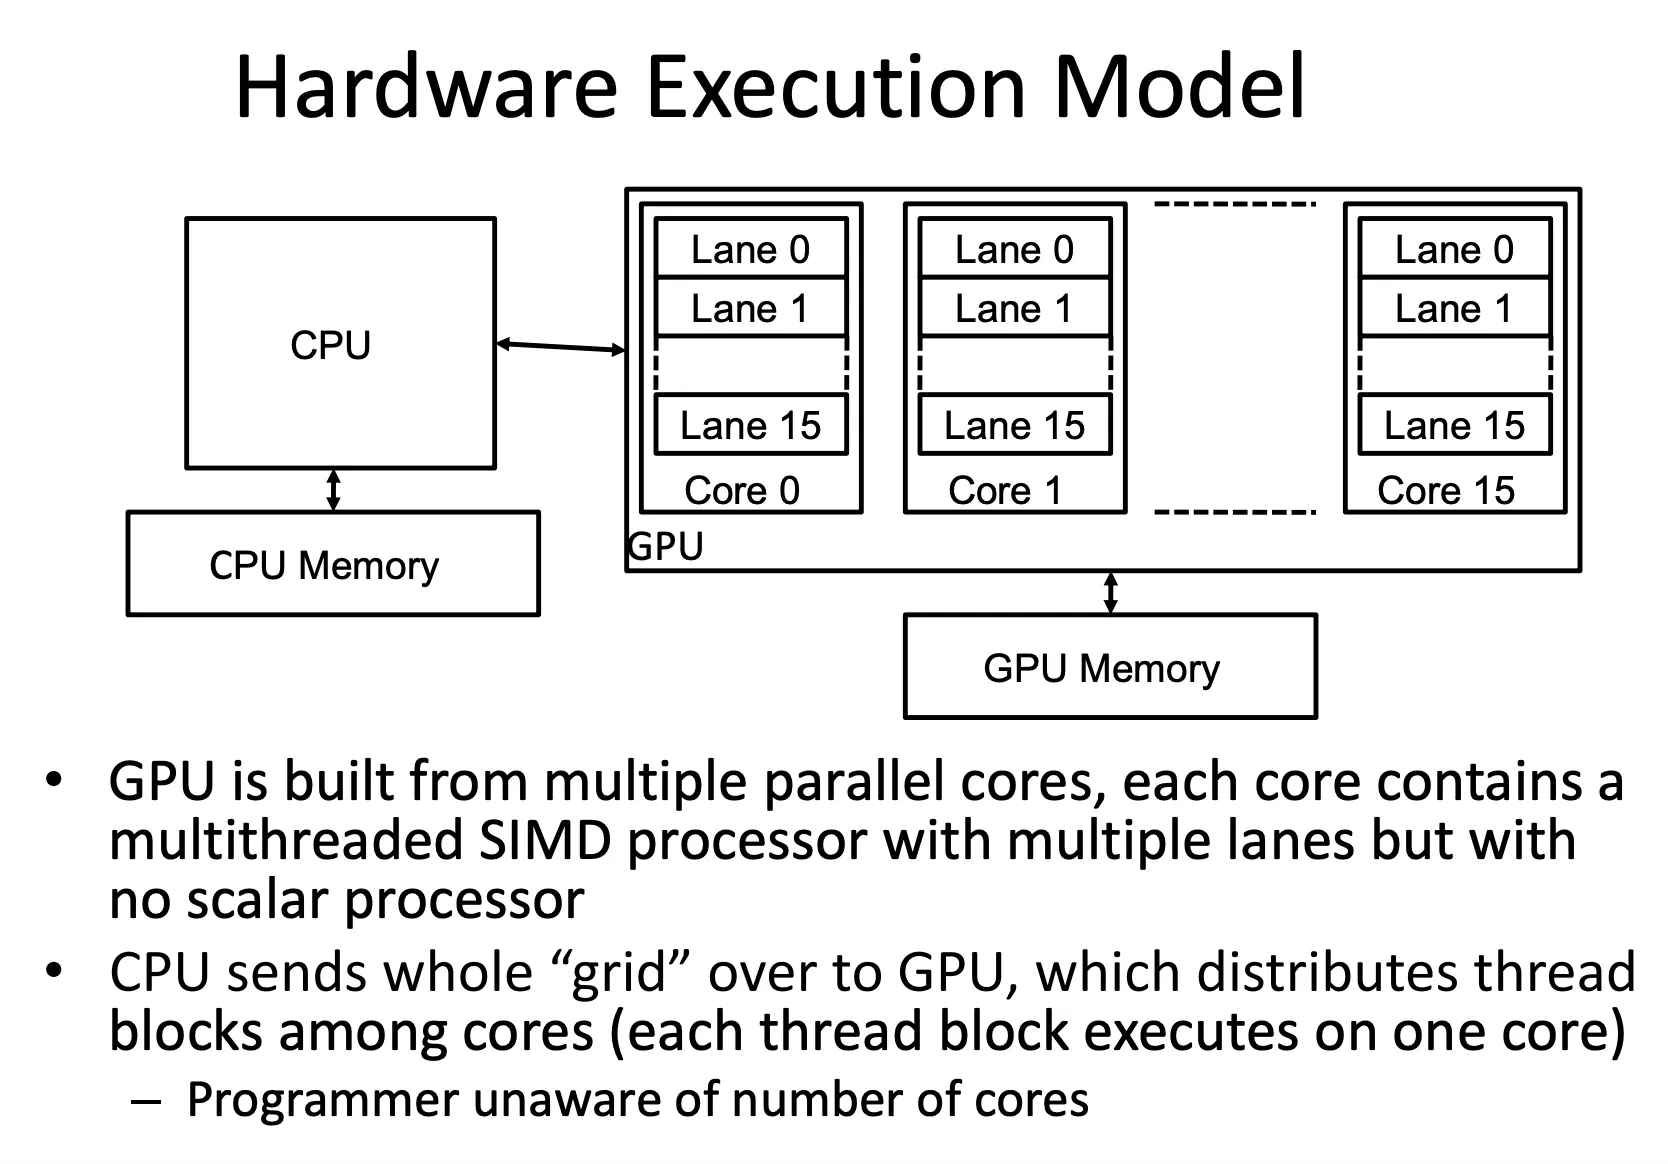 Hardware Execution Model
CPU
CPU Memory
Lane 0
Lane 1
Lane 15
Core 0
Lane 0
Lane 1
Lane 15
Core 1
Lane 0
Lane 1
Lane 15
Core 15
GPU
GPU Memory
• GPU is built from multiple parallel cores, each core contains a
multithreaded SIMD processor with multiple lanes but with
no scalar processor
• CPU sends whole “grid” over to GPU, which distributes thread
blocks among cores (each thread block executes on one core)
– Programmer unaware of number of cores